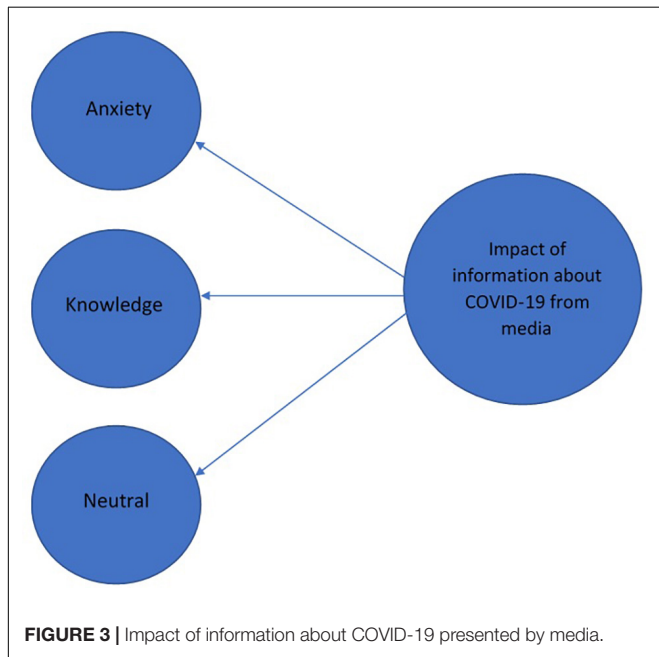 Anxiety
Knowledge
Neutral
Impact of
information about
COVID-19 from
media
FIGURE 3 | Impact of information about COVID-19 presented by media.